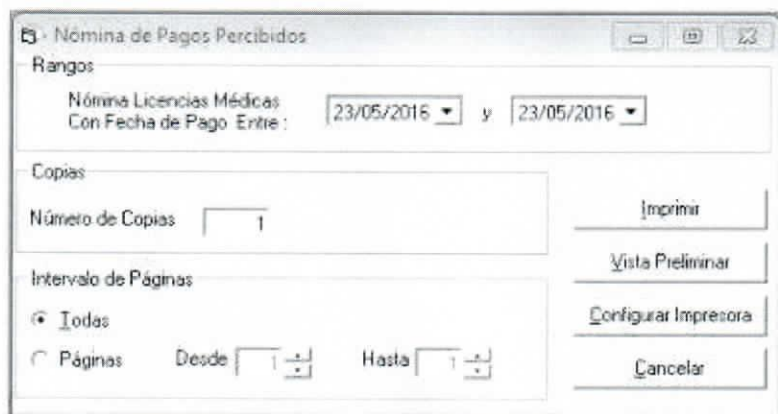 - Nómina de Pagos Percibidos
Rangos
Nómina Licencias Médicas
Con Fecha de Pago Entre : 23/05/2016 y 23/05/2016
Copias
Número de Copias 1
Imprimir
Vista Preliminar
Intervalo de Páginas
Todas
Configurar Impresora
Páginas Desde 1 Hasta 1
Cancelar